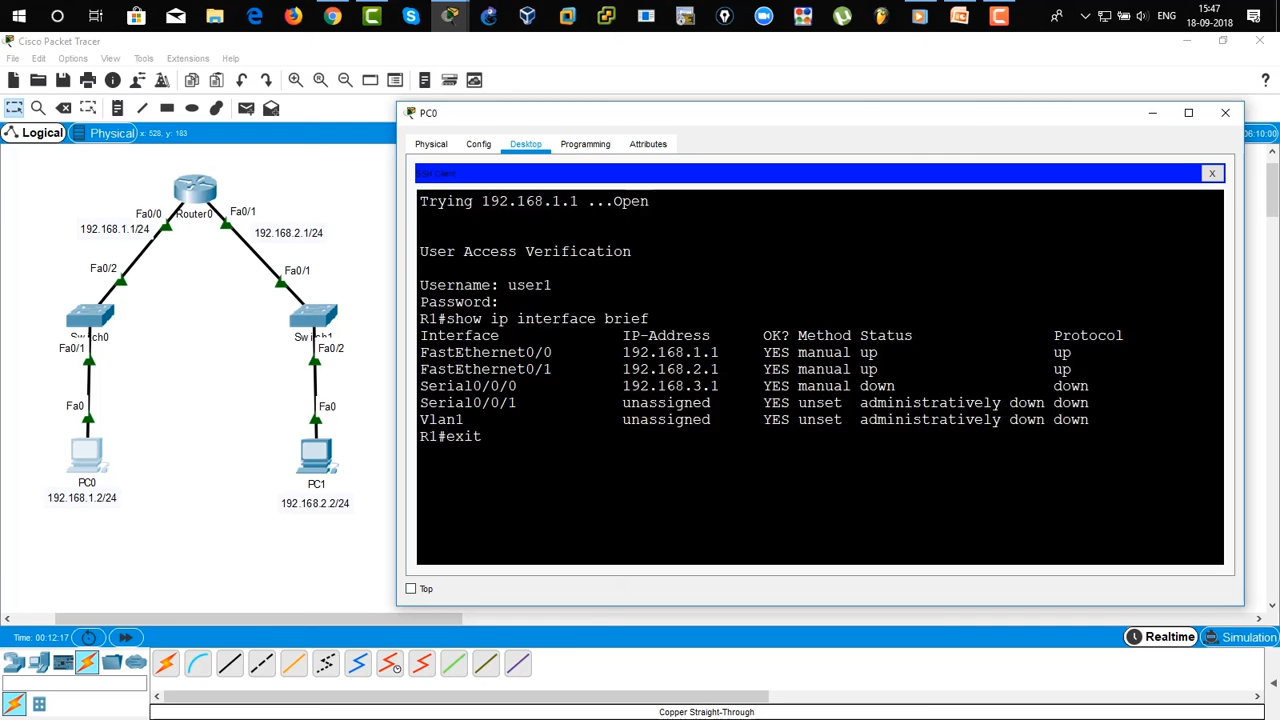 ENG
15:47
18-09-2018
Cisco Packet Tracer
File Edit Options View Tools Extensions Help
?
Logical
Physical
x: 528, y: 183
06:10:00
PC0
Physical Config Desktop Programming Attributes
SSH Client
X
Trying 192.168.1.1 ...Open
User Access Verification
Username: user1
Password:
R1#show ip interface brief
Interface IP-Address OK? Method Status Protocol
FastEthernet0/0 192.168.1.1 YES manual up up
FastEthernet0/1 192.168.2.1 YES manual up up
Serial0/0/0 192.168.3.1 YES manual down down
Serial0/0/1 unassigned YES unset administratively down down
Vlan1 unassigned YES unset administratively down down
R1#exit
Top
Fa0/0
Router0
Fa0/1
192.168.1.1/24
192.168.2.1/24
Fa0/2
Fa0/1
Switch0
Switch1
Fa0/1
Fa0/2
Fa0
Fa0
PC0
192.168.1.2/24
PC1
192.168.2.2/24
Time: 00:12:17
Realtime
Simulation
Copper Straight-Through